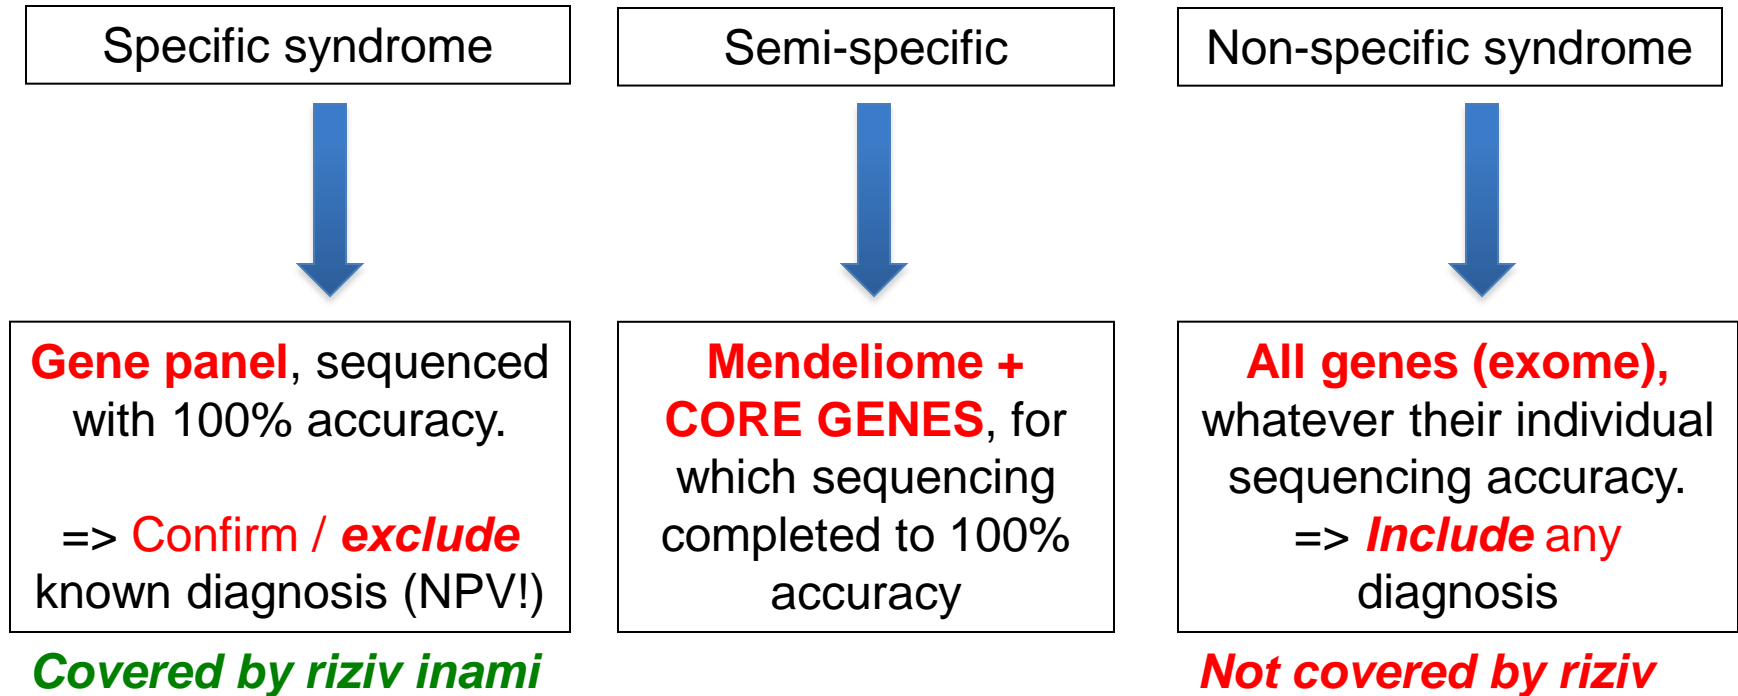 Specific syndrome
Semi-specific
Non-specific syndrome
Gene panel, sequenced
with 100% accuracy.
=> Confirm / exclude
known diagnosis (NPV!)
Mendeliome +
CORE GENES, for
which sequencing
completed to 100%
accuracy
All genes (exome),
whatever their individual
sequencing accuracy.
=> Include any
diagnosis
Covered by riziv inami
Not covered by riziv